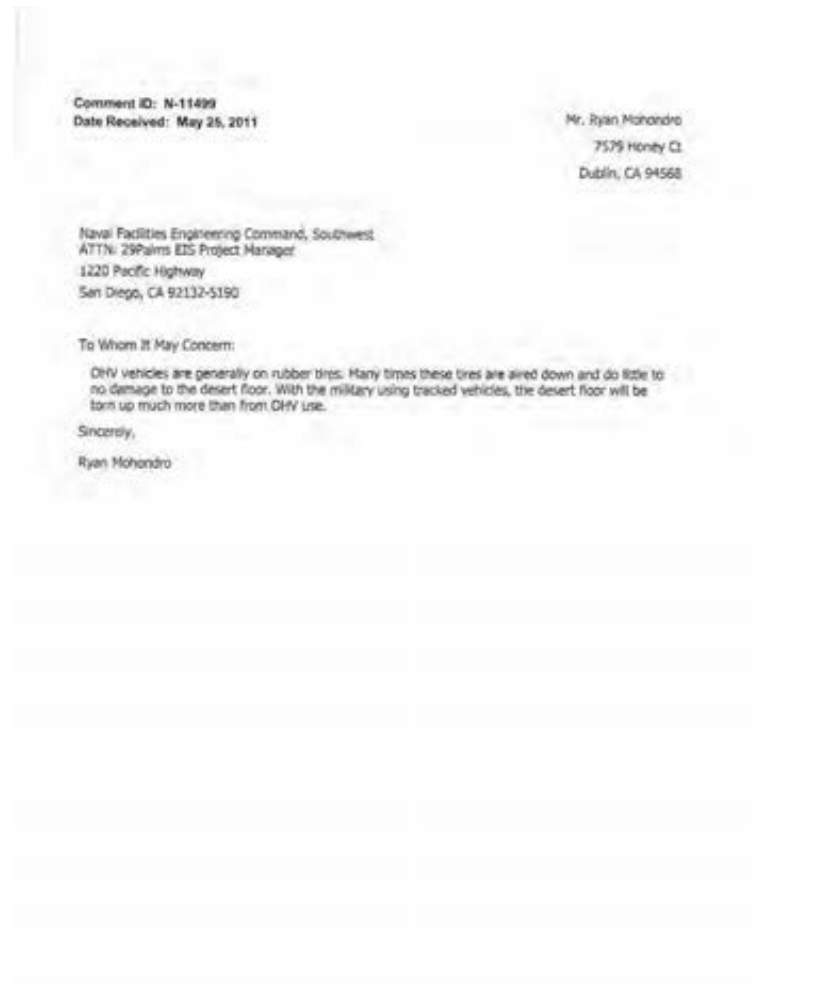 Comment ID: N-11499
Date Received: May 25, 2011
Mr. Ryan Mohondro
7579 Honey Ct
Dublin, CA 94568
Naval Facilities Engineering Command, Southwest
ATTN: 29Palms EIS Project Manager
1220 Pacific Highway
San Diego, CA 92132-5190
To Whom It May Concern:
OHV vehicles are generally on rubber tires. Many times these tires are aired down and do little to
no damage to the desert floor. With the military using tracked vehicles, the desert floor will be
torn up much more than from OHV use.
Sincerely,
Ryan Mohondro